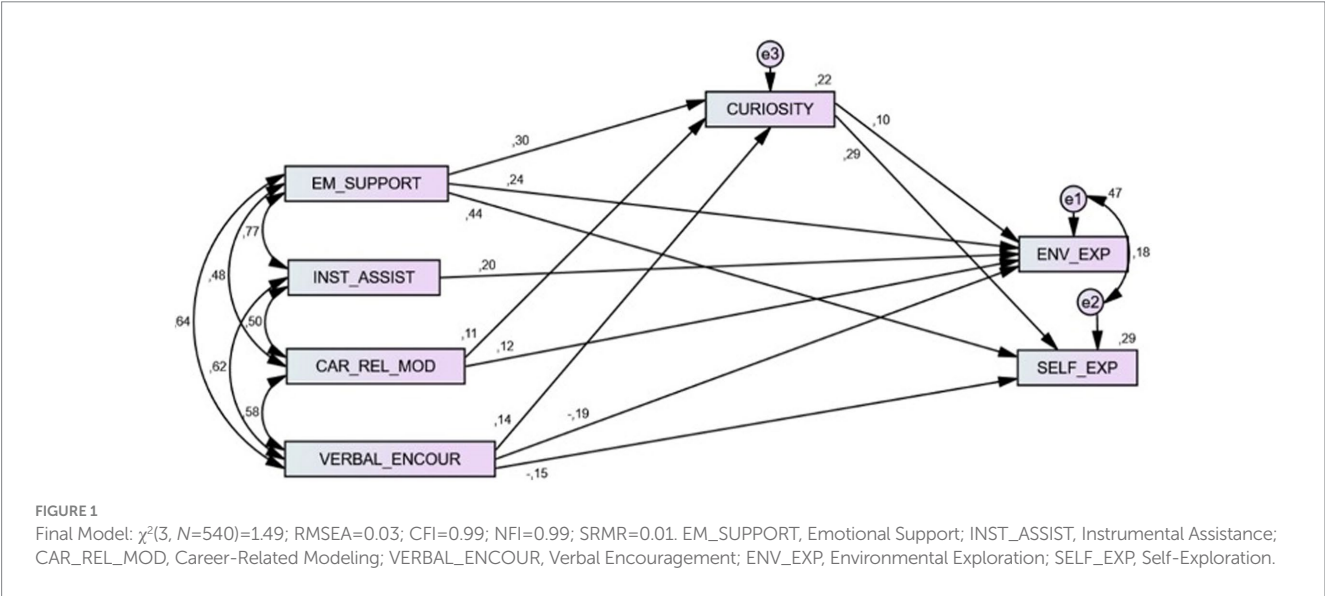 e3
,22
CURIOSITY
,10
,30
,29
EM_SUPPORT
,24
,44
e1
,47
,77
ENV_EXP
,18
INST_ASSIST
,20
,48
e2
,64
,50
,11
,12
,29
CAR_REL_MOD
SELF_EXP
,62
,58
,14
-,19
VERBAL_ENCOUR
-,15
FIGURE 1
Final Model: χ²(3, N=540)=1.49; RMSEA=0.03; CFI=0.99; NFI=0.99; SRMR=0.01. EM_SUPPORT, Emotional Support; INST_ASSIST, Instrumental Assistance;
CAR_REL_MOD, Career-Related Modeling; VERBAL_ENCOUR, Verbal Encouragement; ENV_EXP, Environmental Exploration; SELF_EXP, Self-Exploration.